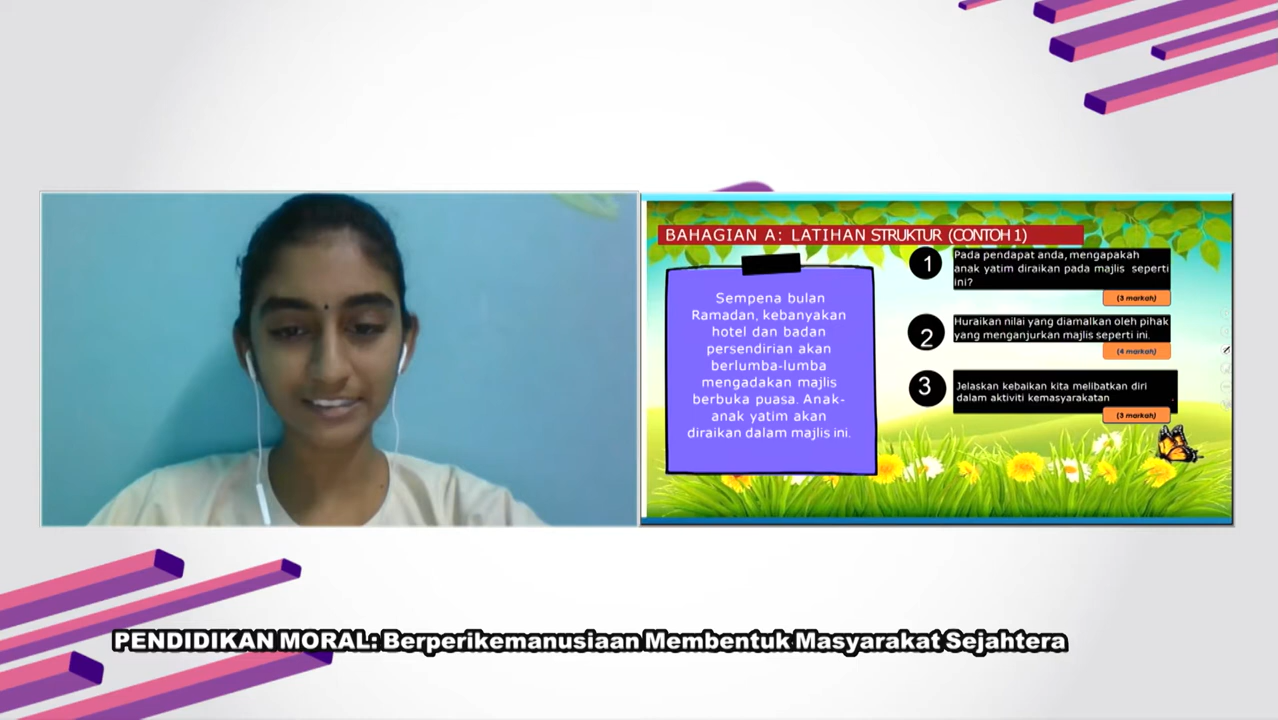 BAHAGIAN A: LATIHAN STRUKTUR (CONTOH 1)
Sempena bulan
Ramadan, kebanyakan
hotel dan badan
persendirian akan
berlumba-lumba
mengadakan majlis
berbuka puasa. Anak-
anak yatim akan
diraikan dalam majlis ini.
1
Pada pendapat anda, mengapakah
anak yatim diraikan pada majlis seperti
ini?
(3 markah)
2
Huraikan nilai yang diamalkan oleh pihak
yang menganjurkan majlis seperti ini.
(4 markah)
3
Jelaskan kebaikan kita melibatkan diri
dalam aktiviti kemasyarakatan .
(3 markah)
PENDIDIKAN MORAL: Berperikemanusiaan Membentuk Masyarakat Sejahtera